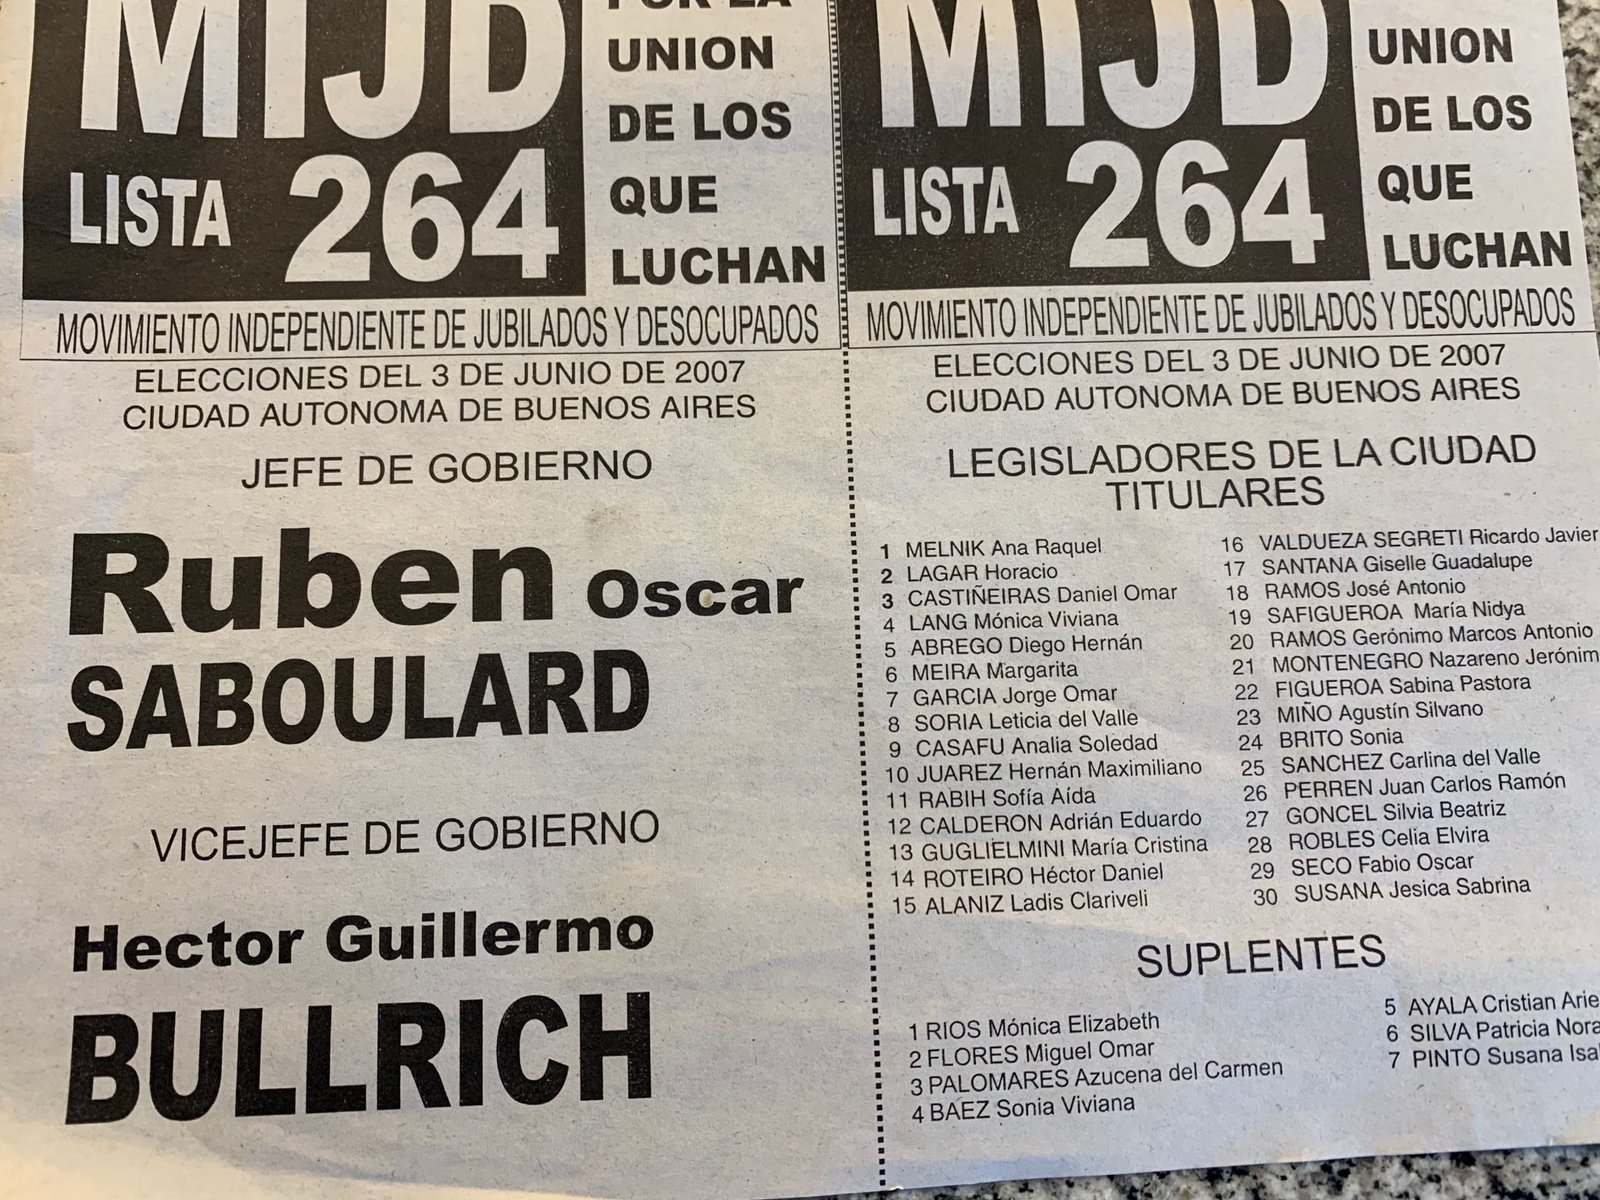 MIJD
POR LA
UNION
DE LOS
QUE
LUCHAN
LISTA 264
MOVIMIENTO INDEPENDIENTE DE JUBILADOS Y DESOCUPADOS
ELECCIONES DEL 3 DE JUNIO DE 2007
CIUDAD AUTONOMA DE BUENOS AIRES
JEFE DE GOBIERNO
Ruben Oscar
SABOULARD
VICEJEFE DE GOBIERNO
Hector Guillermo
BULLRICH
MIJD
UNION
DE LOS
QUE
LUCHAN
LISTA 264
MOVIMIENTO INDEPENDIENTE DE JUBILADOS Y DESOCUPADOS
ELECCIONES DEL 3 DE JUNIO DE 2007
CIUDAD AUTONOMA DE BUENOS AIRES
LEGISLADORES DE LA CIUDAD
TITULARES
1 MELNIK Ana Raquel
2 LAGAR Horacio
3 CASTIÑEIRAS Daniel Omar
4 LANG Mónica Viviana
5 ABREGO Diego Hernán
6 MEIRA Margarita
7 GARCIA Jorge Omar
8 SORIA Leticia del Valle
9 CASAFU Analia Soledad
10 JUAREZ Hernán Maximiliano
11 RABIH Sofía Aída
12 CALDERON Adrián Eduardo
13 GUGLIELMINI María Cristina
14 ROTEIRO Héctor Daniel
15 ALANIZ Ladis Clariveli
16 VALDUEZA SEGRETI Ricardo Javier
17 SANTANA Giselle Guadalupe
18 RAMOS José Antonio
19 SAFIGUEROA María Nidya
20 RAMOS Gerónimo Marcos Antonio
21 MONTENEGRO Nazareno Jerónim
22 FIGUEROA Sabina Pastora
23 MIÑO Agustín Silvano
24 BRITO Sonia
25 SANCHEZ Carlina del Valle
26 PERREN Juan Carlos Ramón
27 GONCEL Silvia Beatriz
28 ROBLES Celia Elvira
29 SECO Fabio Oscar
30 SUSANA Jesica Sabrina
SUPLENTES
1 RIOS Mónica Elizabeth
2 FLORES Miguel Omar
3 PALOMARES Azucena del Carmen
4 BAEZ Sonia Viviana
5 AYALA Cristian Arie
6 SILVA Patricia Nora
7 PINTO Susana Isa